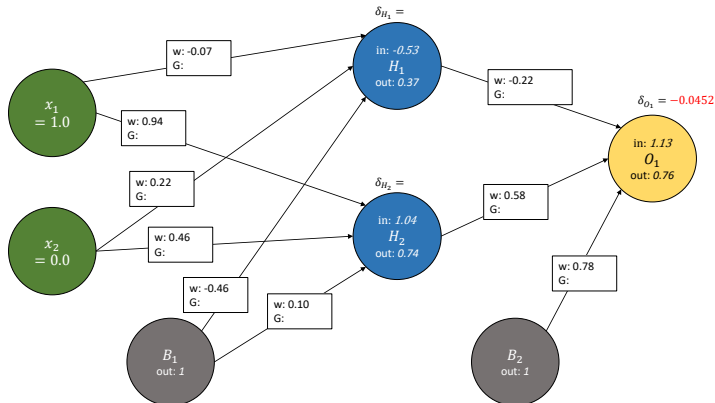 δ_{H_1} =
w: -0.07
G:
in: -0.53
H_1
out: 0.37
w: -0.22
G:
δ_{O_1} = −0.0452
x_1
= 1.0
w: 0.94
G:
in: 1.13
O_1
out: 0.76
w: 0.22
G:
δ_{H_2} =
w: 0.58
G:
x_2
= 0.0
w: 0.46
G:
in: 1.04
H_2
out: 0.74
w: -0.46
G:
w: 0.10
G:
w: 0.78
G:
B_1
out: 1
B_2
out: 1